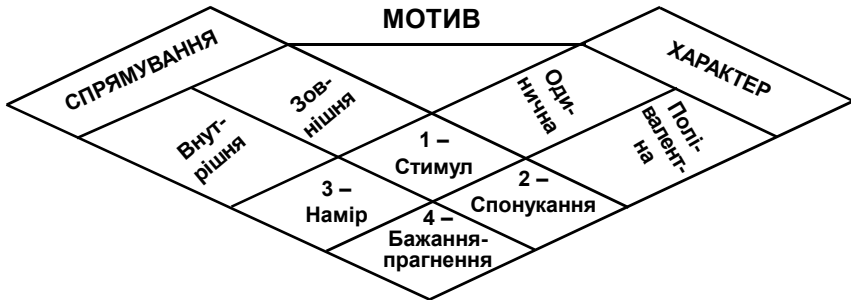 МОТИВ
СПРЯМУВАННЯ
ХАРАКТЕР
Зов-
нішня
Оди-
нична
Внут-
рішня
Полі-
валент-
на
1 –
Стимул
2 –
Спонукання
3 –
Намір
4 –
Бажання-
прагнення